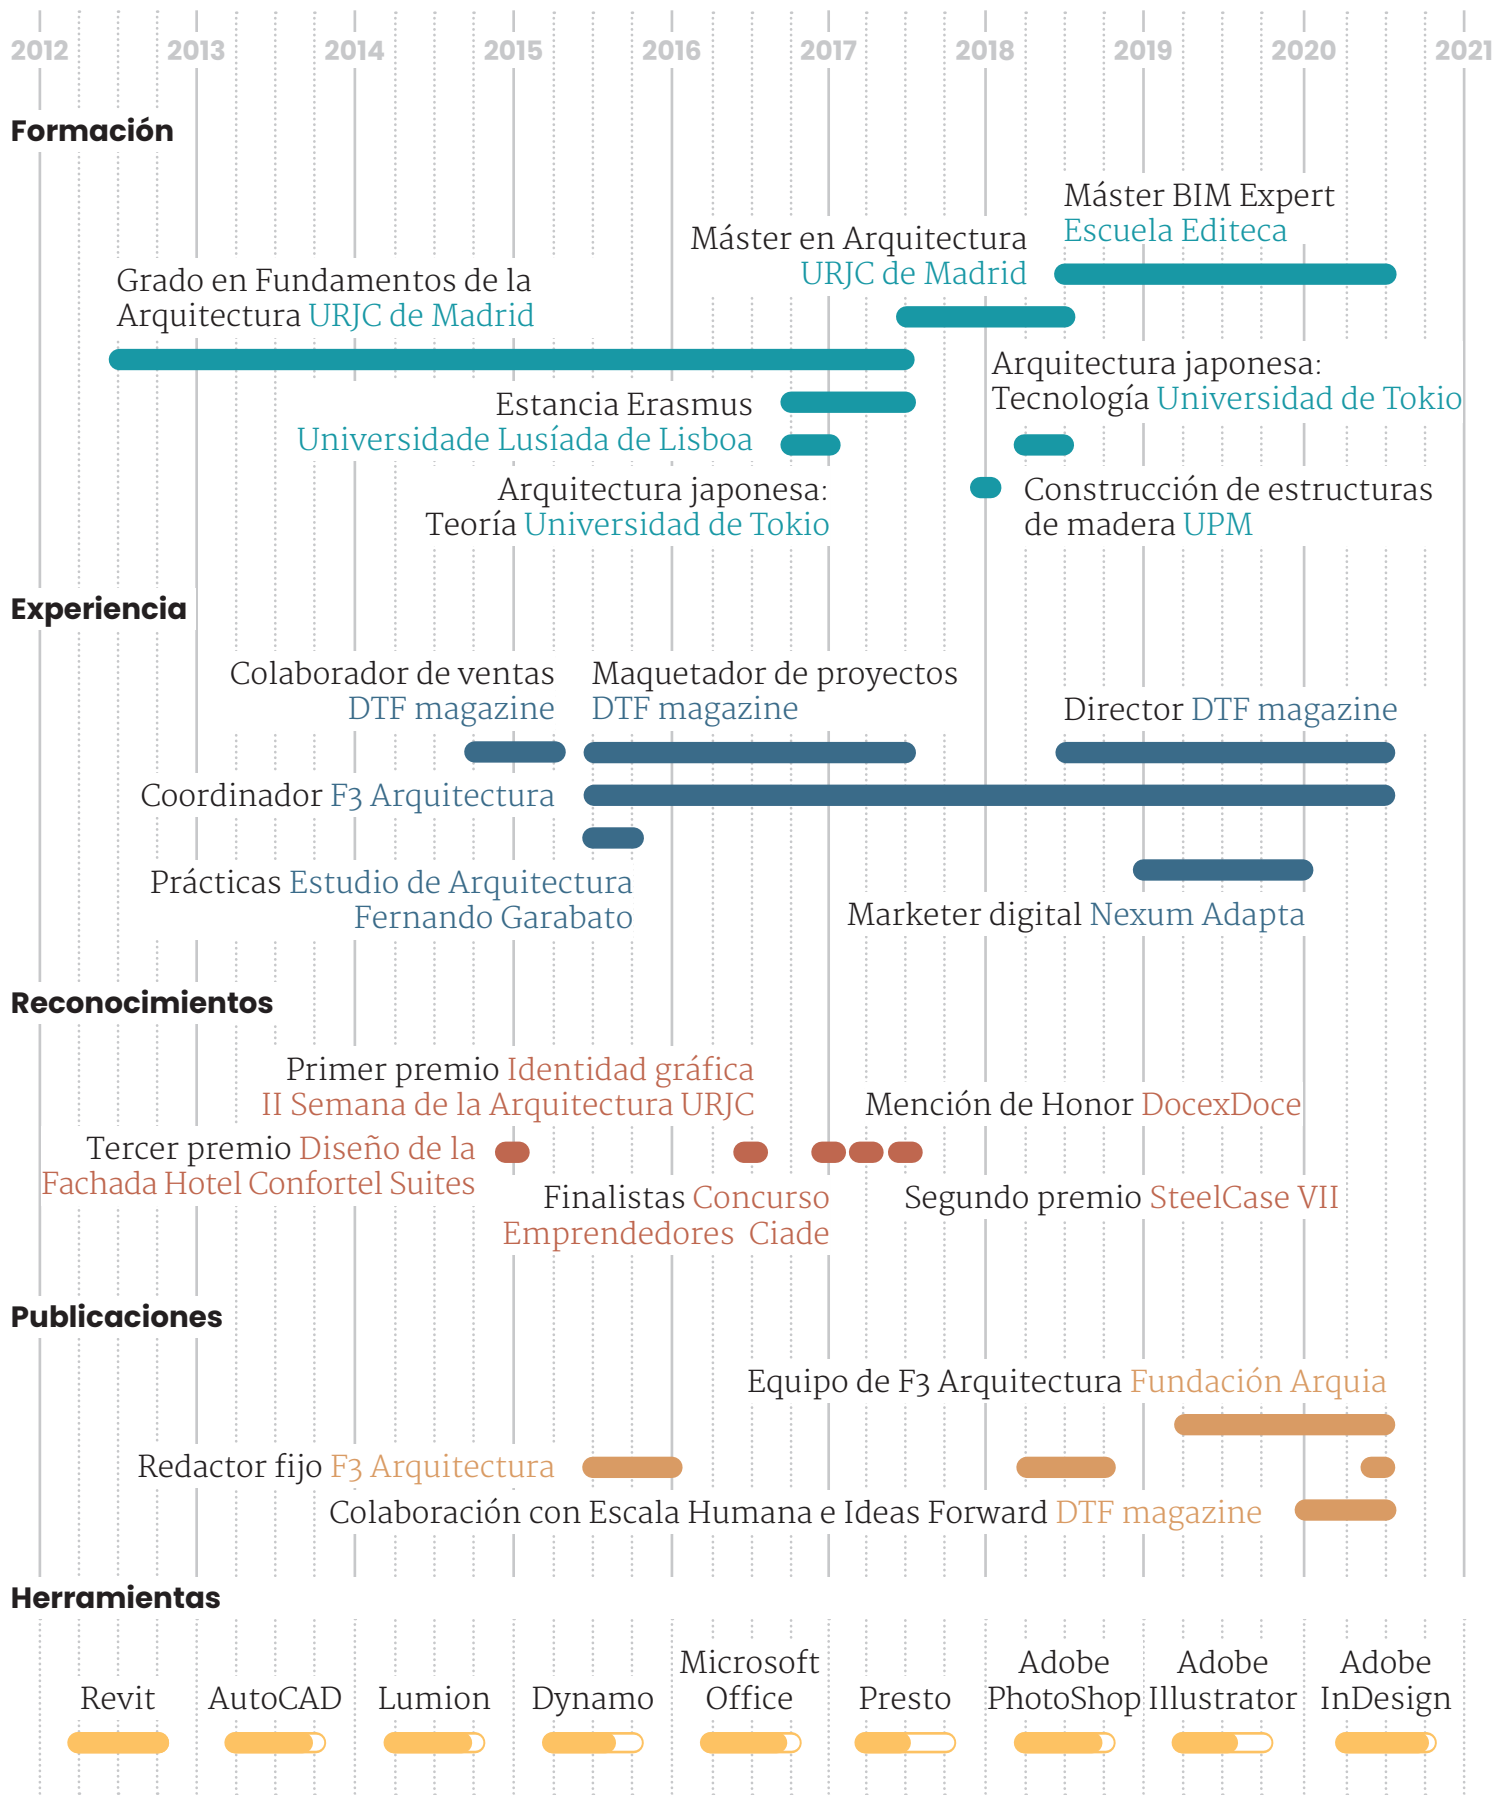 2012 2013 2014 2015 2016 2017 2018 2019 2020 2021
Formación
Máster BIM Expert
Escuela Editeca
Máster en Arquitectura
URJC de Madrid
Grado en Fundamentos de la
Arquitectura URJC de Madrid
Arquitectura japonesa:
Tecnología Universidad de Tokio
Estancia Erasmus
Universidade Lusíada de Lisboa
Arquitectura japonesa:
Teoría Universidad de Tokio
Construcción de estructuras
de madera UPM
Experiencia
Colaborador de ventas
DTF magazine
Maquetador de proyectos
DTF magazine
Director DTF magazine
Coordinador F3 Arquitectura
Prácticas Estudio de Arquitectura
Fernando Garabato
Marketer digital Nexum Adapta
Reconocimientos
Primer premio Identidad gráfica
II Semana de la Arquitectura URJC
Mención de Honor DocexDoce
Tercer premio Diseño de la
Fachada Hotel Confortel Suites
Finalistas Concurso
Emprendedores Ciade
Segundo premio SteelCase VII
Publicaciones
Equipo de F3 Arquitectura Fundación Arquia
Redactor fijo F3 Arquitectura
Colaboración con Escala Humana e Ideas Forward DTF magazine
Herramientas
Revit
AutoCAD
Lumion
Dynamo
Microsoft
Office
Presto
Adobe
PhotoShop
Adobe
Illustrator
Adobe
InDesign